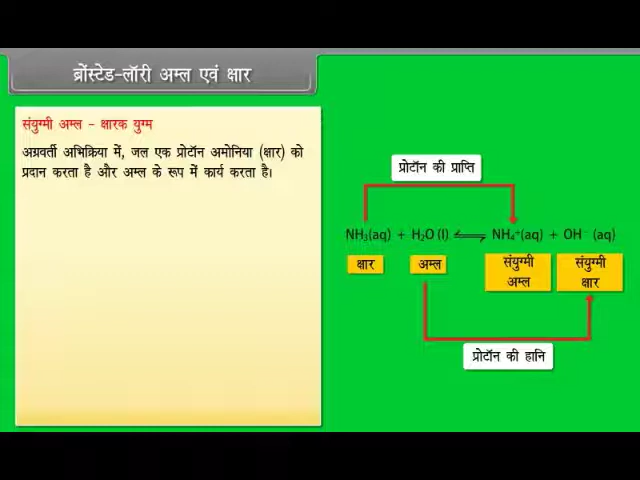 ब्रोंस्टेड-लॉरी अम्ल एवं क्षार
संयुग्मी अम्ल - क्षारक युग्म
अग्रवर्ती अभिक्रिया में, जल एक प्रोटॉन अमोनिया (क्षार) को
प्रदान करता है और अम्ल के रूप में कार्य करता है।
प्रोटॉन की प्राप्ति
NH₃(aq) + H₂O (l) ⇌ NH₄⁺(aq) + OH⁻ (aq)
क्षार
अम्ल
संयुग्मी
अम्ल
संयुग्मी
क्षार
प्रोटॉन की हानि